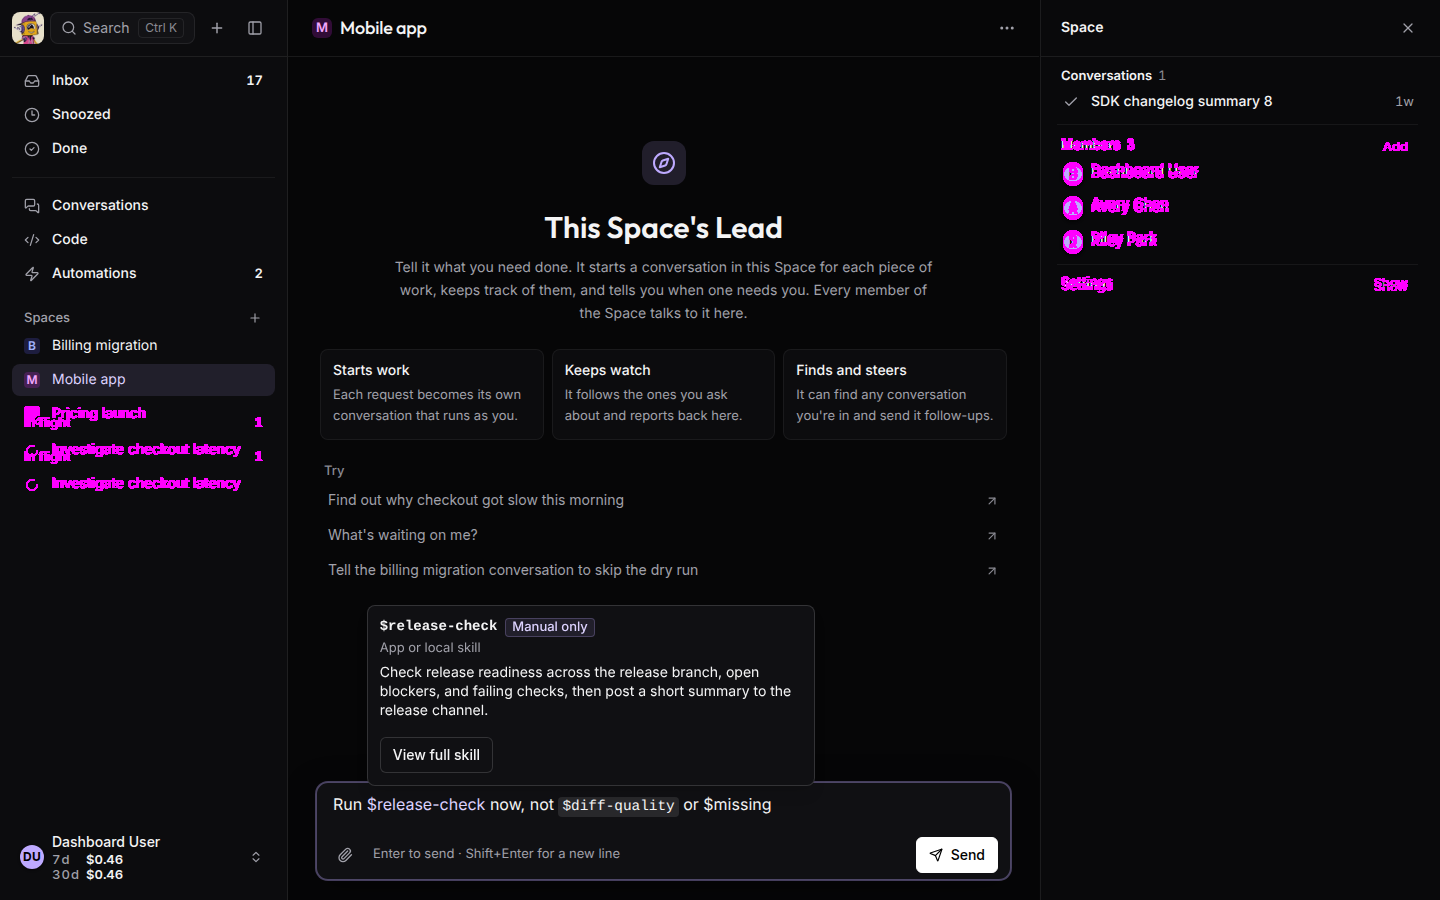 Search Ctrl K
Inbox 17
Snoozed
Done
Conversations
Code
Automations 2
Spaces
B Billing migration
M Mobile app
Pricing launch
In flight 1
Investigate checkout latency
In flight 1
Investigate checkout latency
DU Dashboard User
7d $0.46
30d $0.46
M Mobile app
This Space's Lead
Tell it what you need done. It starts a conversation in this Space for each piece of
work, keeps track of them, and tells you when one needs you. Every member of
the Space talks to it here.
Starts work
Each request becomes its own
conversation that runs as you.
Keeps watch
It follows the ones you ask
about and reports back here.
Finds and steers
It can find any conversation
you're in and send it follow-ups.
Try
Find out why checkout got slow this morning
What's waiting on me?
Tell the billing migration conversation to skip the dry run
$release-check Manual only
App or local skill
Check release readiness across the release branch, open
blockers, and failing checks, then post a short summary to the
release channel.
View full skill
Run $release-check now, not $diff-quality or $missing
Enter to send · Shift+Enter for a new line
Send
Space
Conversations 1
SDK changelog summary 8 1w
Members 3 Add
Dashboard User
Avery Chen
Riley Park
Settings Show